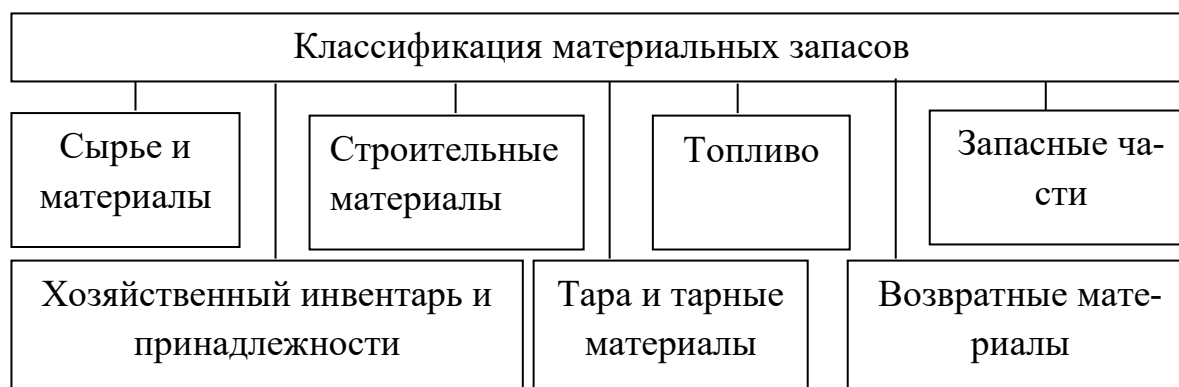 Классификация материальных запасов
Сырье и
материалы
Строительные
материалы
Топливо
Запасные ча-
сти
Хозяйственный инвентарь и
принадлежности
Тара и тарные
материалы
Возвратные мате-
риалы